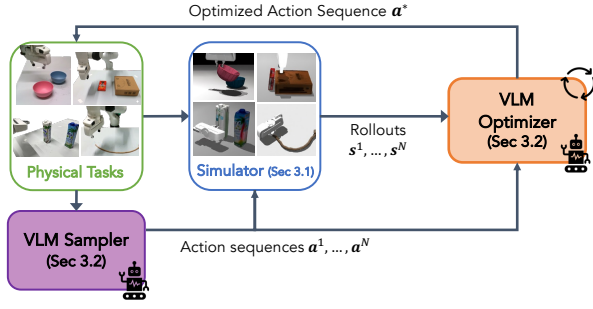 Optimized Action Sequence a*
Physical Tasks
Simulator (Sec 3.1)
Rollouts
s¹, ... , sᴺ
VLM
Optimizer
(Sec 3.2)
VLM Sampler
(Sec 3.2)
Action sequences a¹, ... , aᴺ